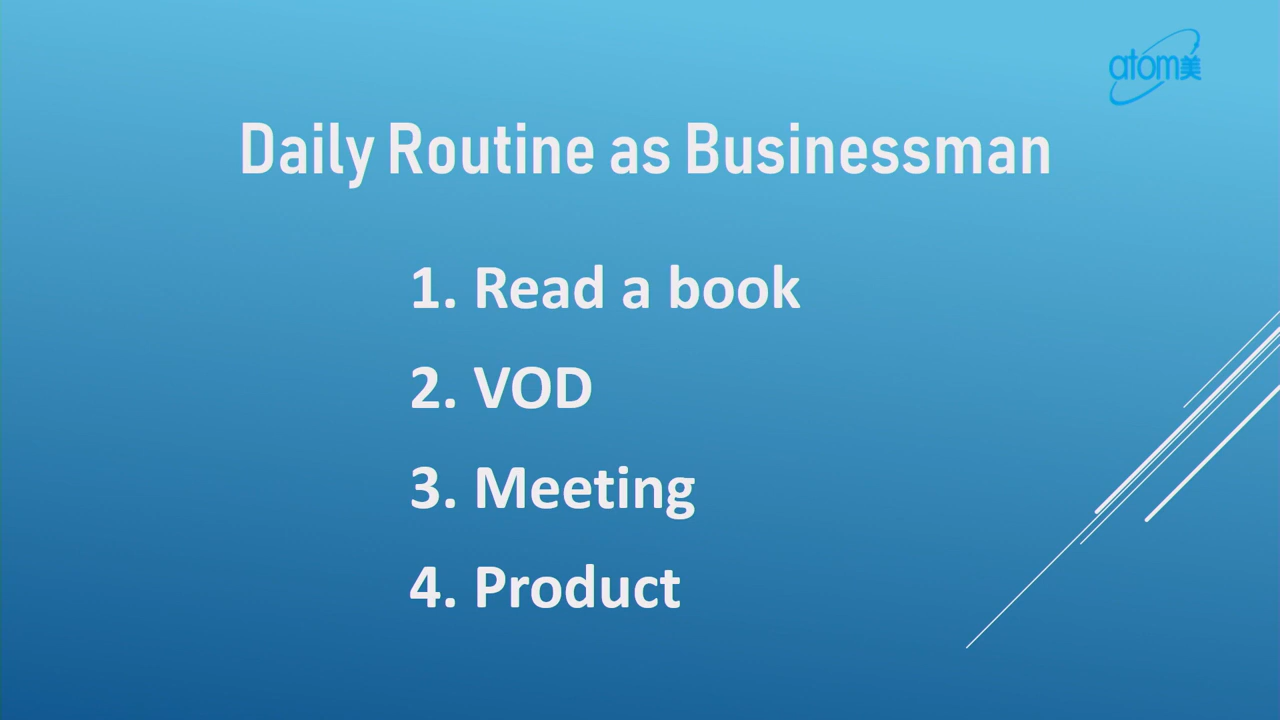 atom美
Daily Routine as Businessman
1. Read a book
2. VOD
3. Meeting
4. Product